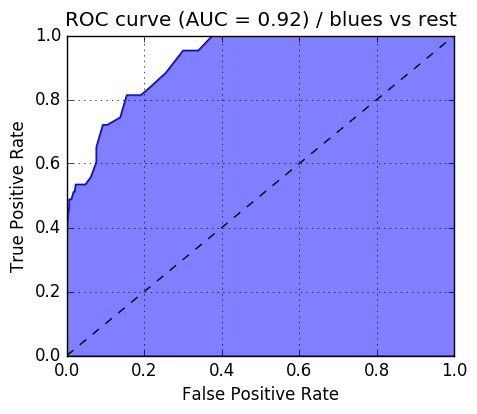 ROC curve (AUC = 0.92) / blues vs rest
1.0
0.8
0.6
0.4
0.2
0.0
True Positive Rate
0.0 0.2 0.4 0.6 0.8 1.0
False Positive Rate